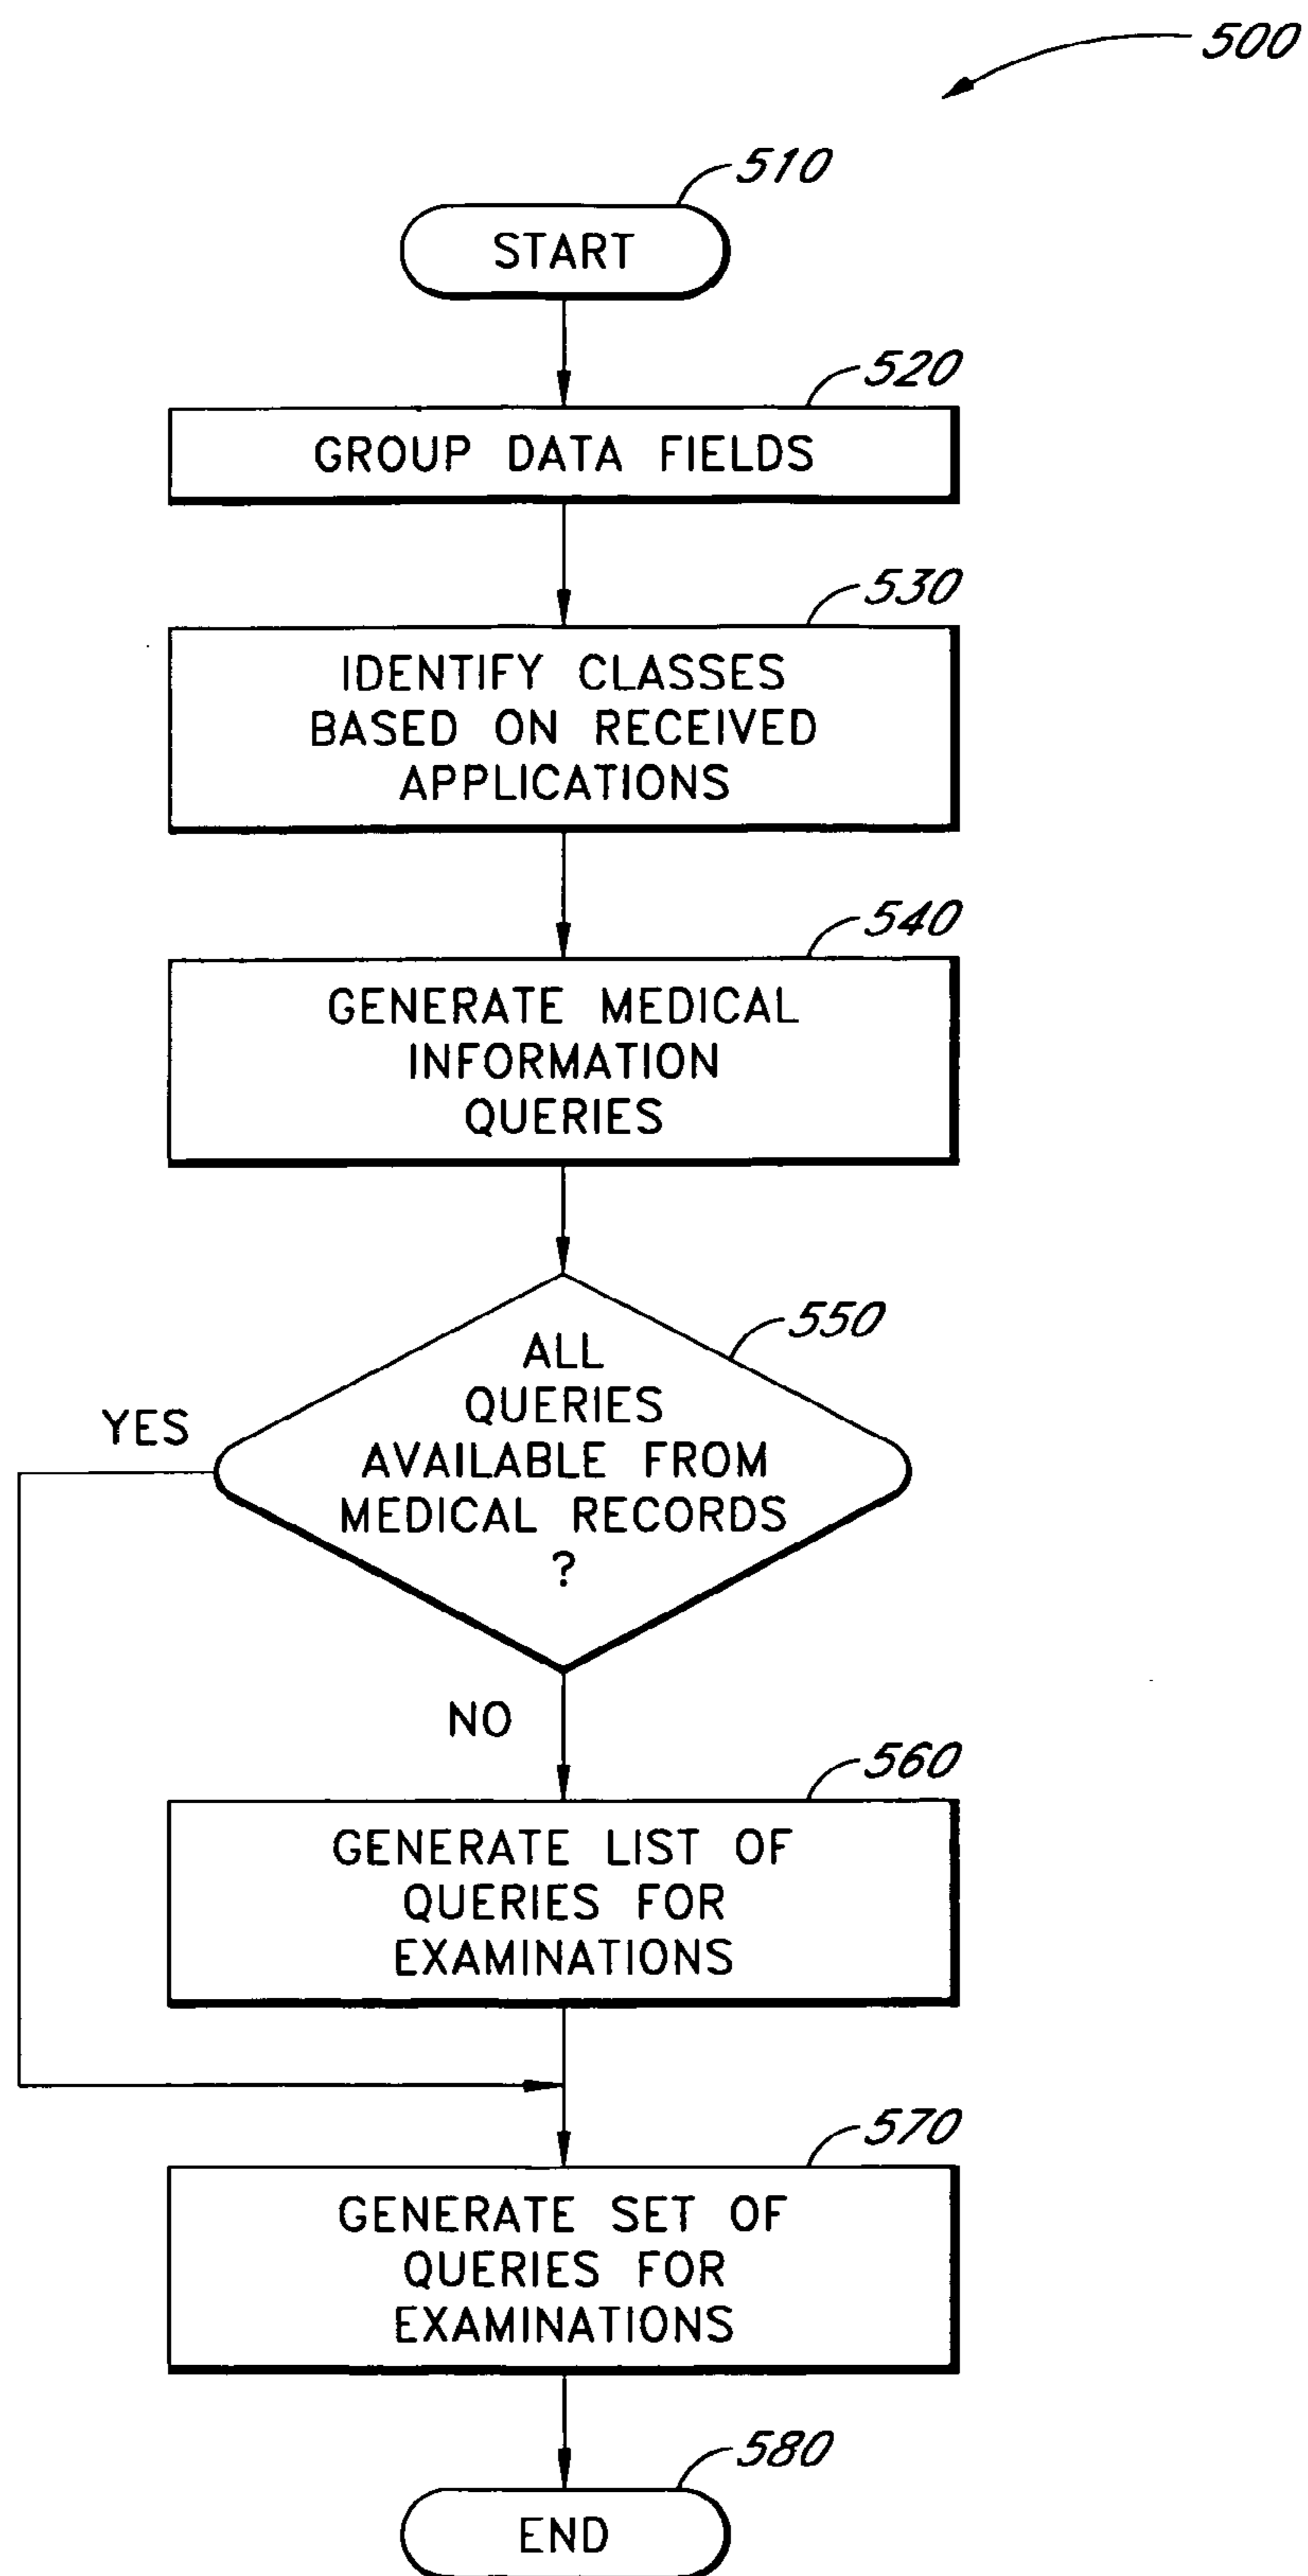 500
510
START
520
GROUP DATA FIELDS
530
IDENTIFY CLASSES
BASED ON RECEIVED
APPLICATIONS
540
GENERATE MEDICAL
INFORMATION
QUERIES
550
ALL
QUERIES
AVAILABLE FROM
MEDICAL RECORDS
?
YES
NO
560
GENERATE LIST OF
QUERIES FOR
EXAMINATIONS
570
GENERATE SET OF
QUERIES FOR
EXAMINATIONS
580
END